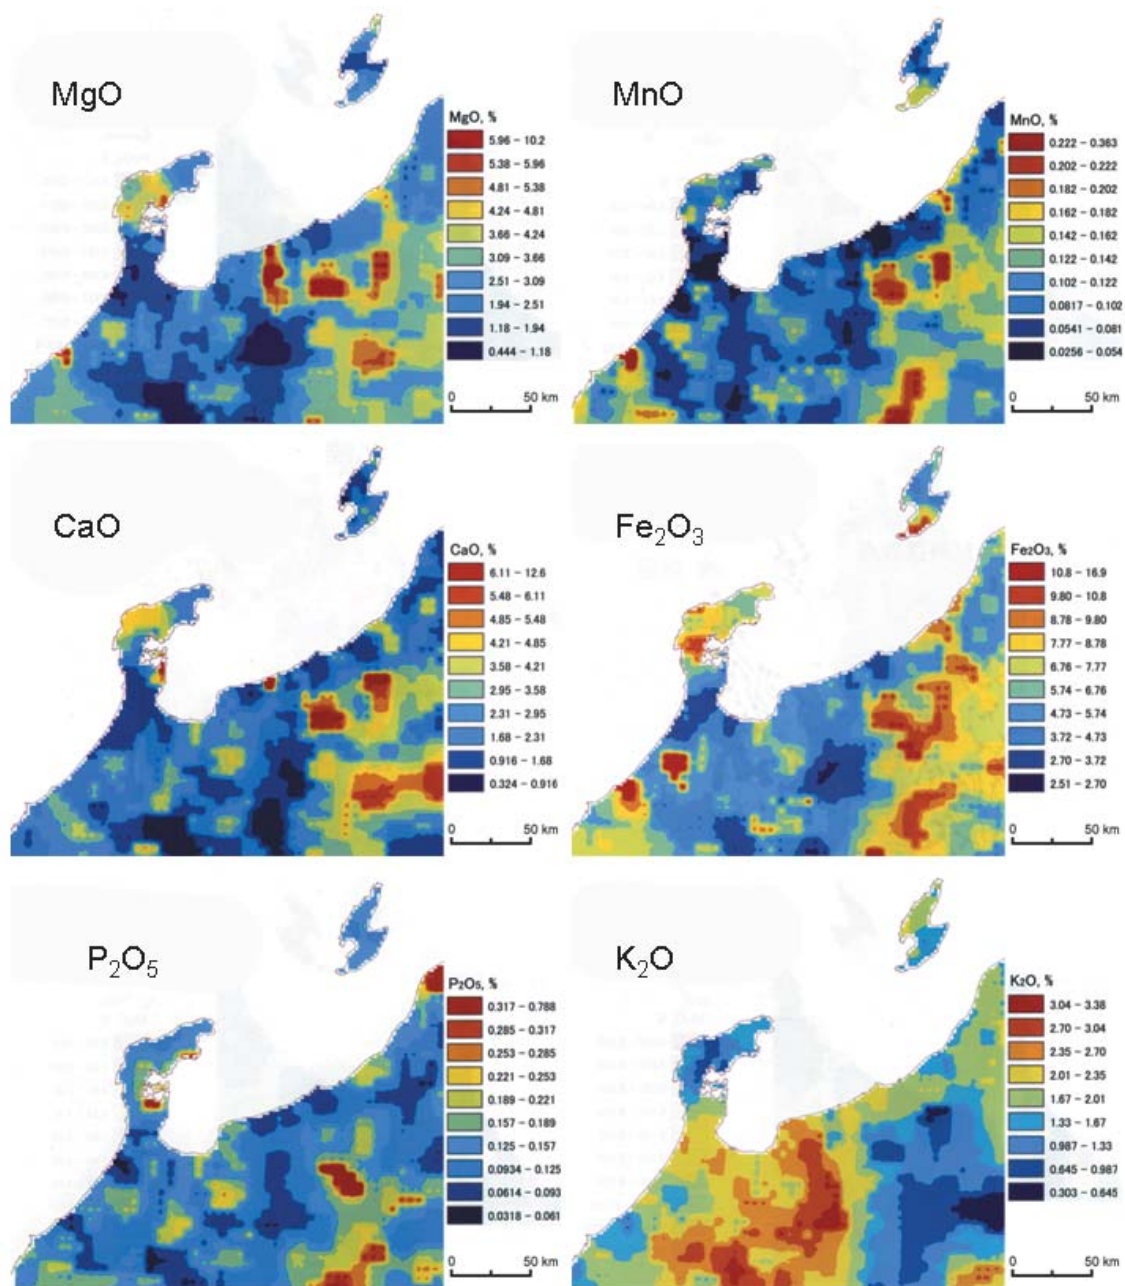 MgO
MgO, %
5.96 – 10.2
5.38 – 5.96
4.81 – 5.38
4.24 – 4.81
3.66 – 4.24
3.09 – 3.66
2.51 – 3.09
1.94 – 2.51
1.18 – 1.94
0.444 – 1.18
0 50 km
MnO
MnO, %
0.222 – 0.363
0.202 – 0.222
0.182 – 0.202
0.162 – 0.182
0.142 – 0.162
0.122 – 0.142
0.102 – 0.122
0.0817 – 0.102
0.0541 – 0.081
0.0256 – 0.054
0 50 km
CaO
CaO, %
6.11 – 12.6
5.48 – 6.11
4.85 – 5.48
4.21 – 4.85
3.58 – 4.21
2.95 – 3.58
2.31 – 2.95
1.68 – 2.31
0.916 – 1.68
0.324 – 0.916
0 50 km
Fe₂O₃
Fe₂O₃, %
10.8 – 16.9
9.80 – 10.8
8.78 – 9.80
7.77 – 8.78
6.76 – 7.77
5.74 – 6.76
4.73 – 5.74
3.72 – 4.73
2.70 – 3.72
2.51 – 2.70
0 50 km
P₂O₅
P₂O₅, %
0.317 – 0.788
0.285 – 0.317
0.253 – 0.285
0.221 – 0.253
0.189 – 0.221
0.157 – 0.189
0.125 – 0.157
0.0934 – 0.125
0.0614 – 0.093
0.0318 – 0.061
0 50 km
K₂O
K₂O, %
3.04 – 3.38
2.70 – 3.04
2.35 – 2.70
2.01 – 2.35
1.67 – 2.01
1.33 – 1.67
0.987 – 1.33
0.645 – 0.987
0.303 – 0.645
0 50 km